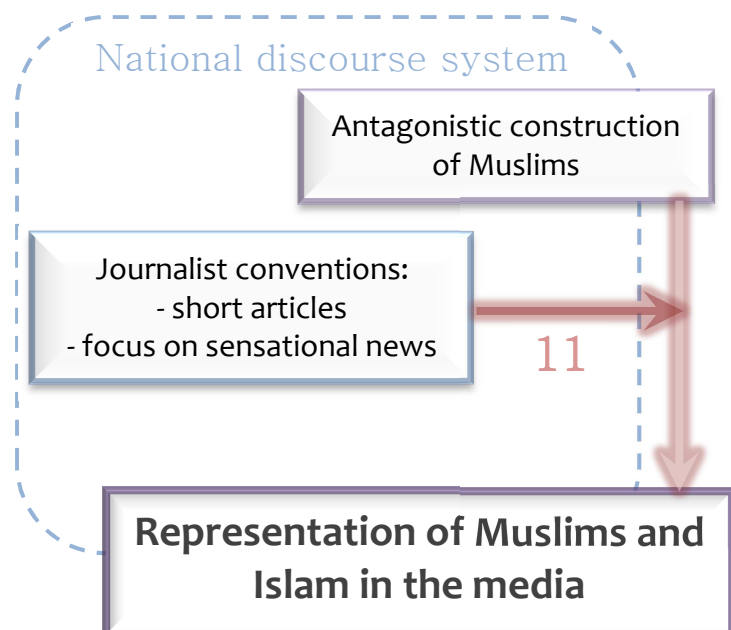 National discourse system
Antagonistic construction
of Muslims
Journalist conventions:
- short articles
- focus on sensational news
11
Representation of Muslims and
Islam in the media